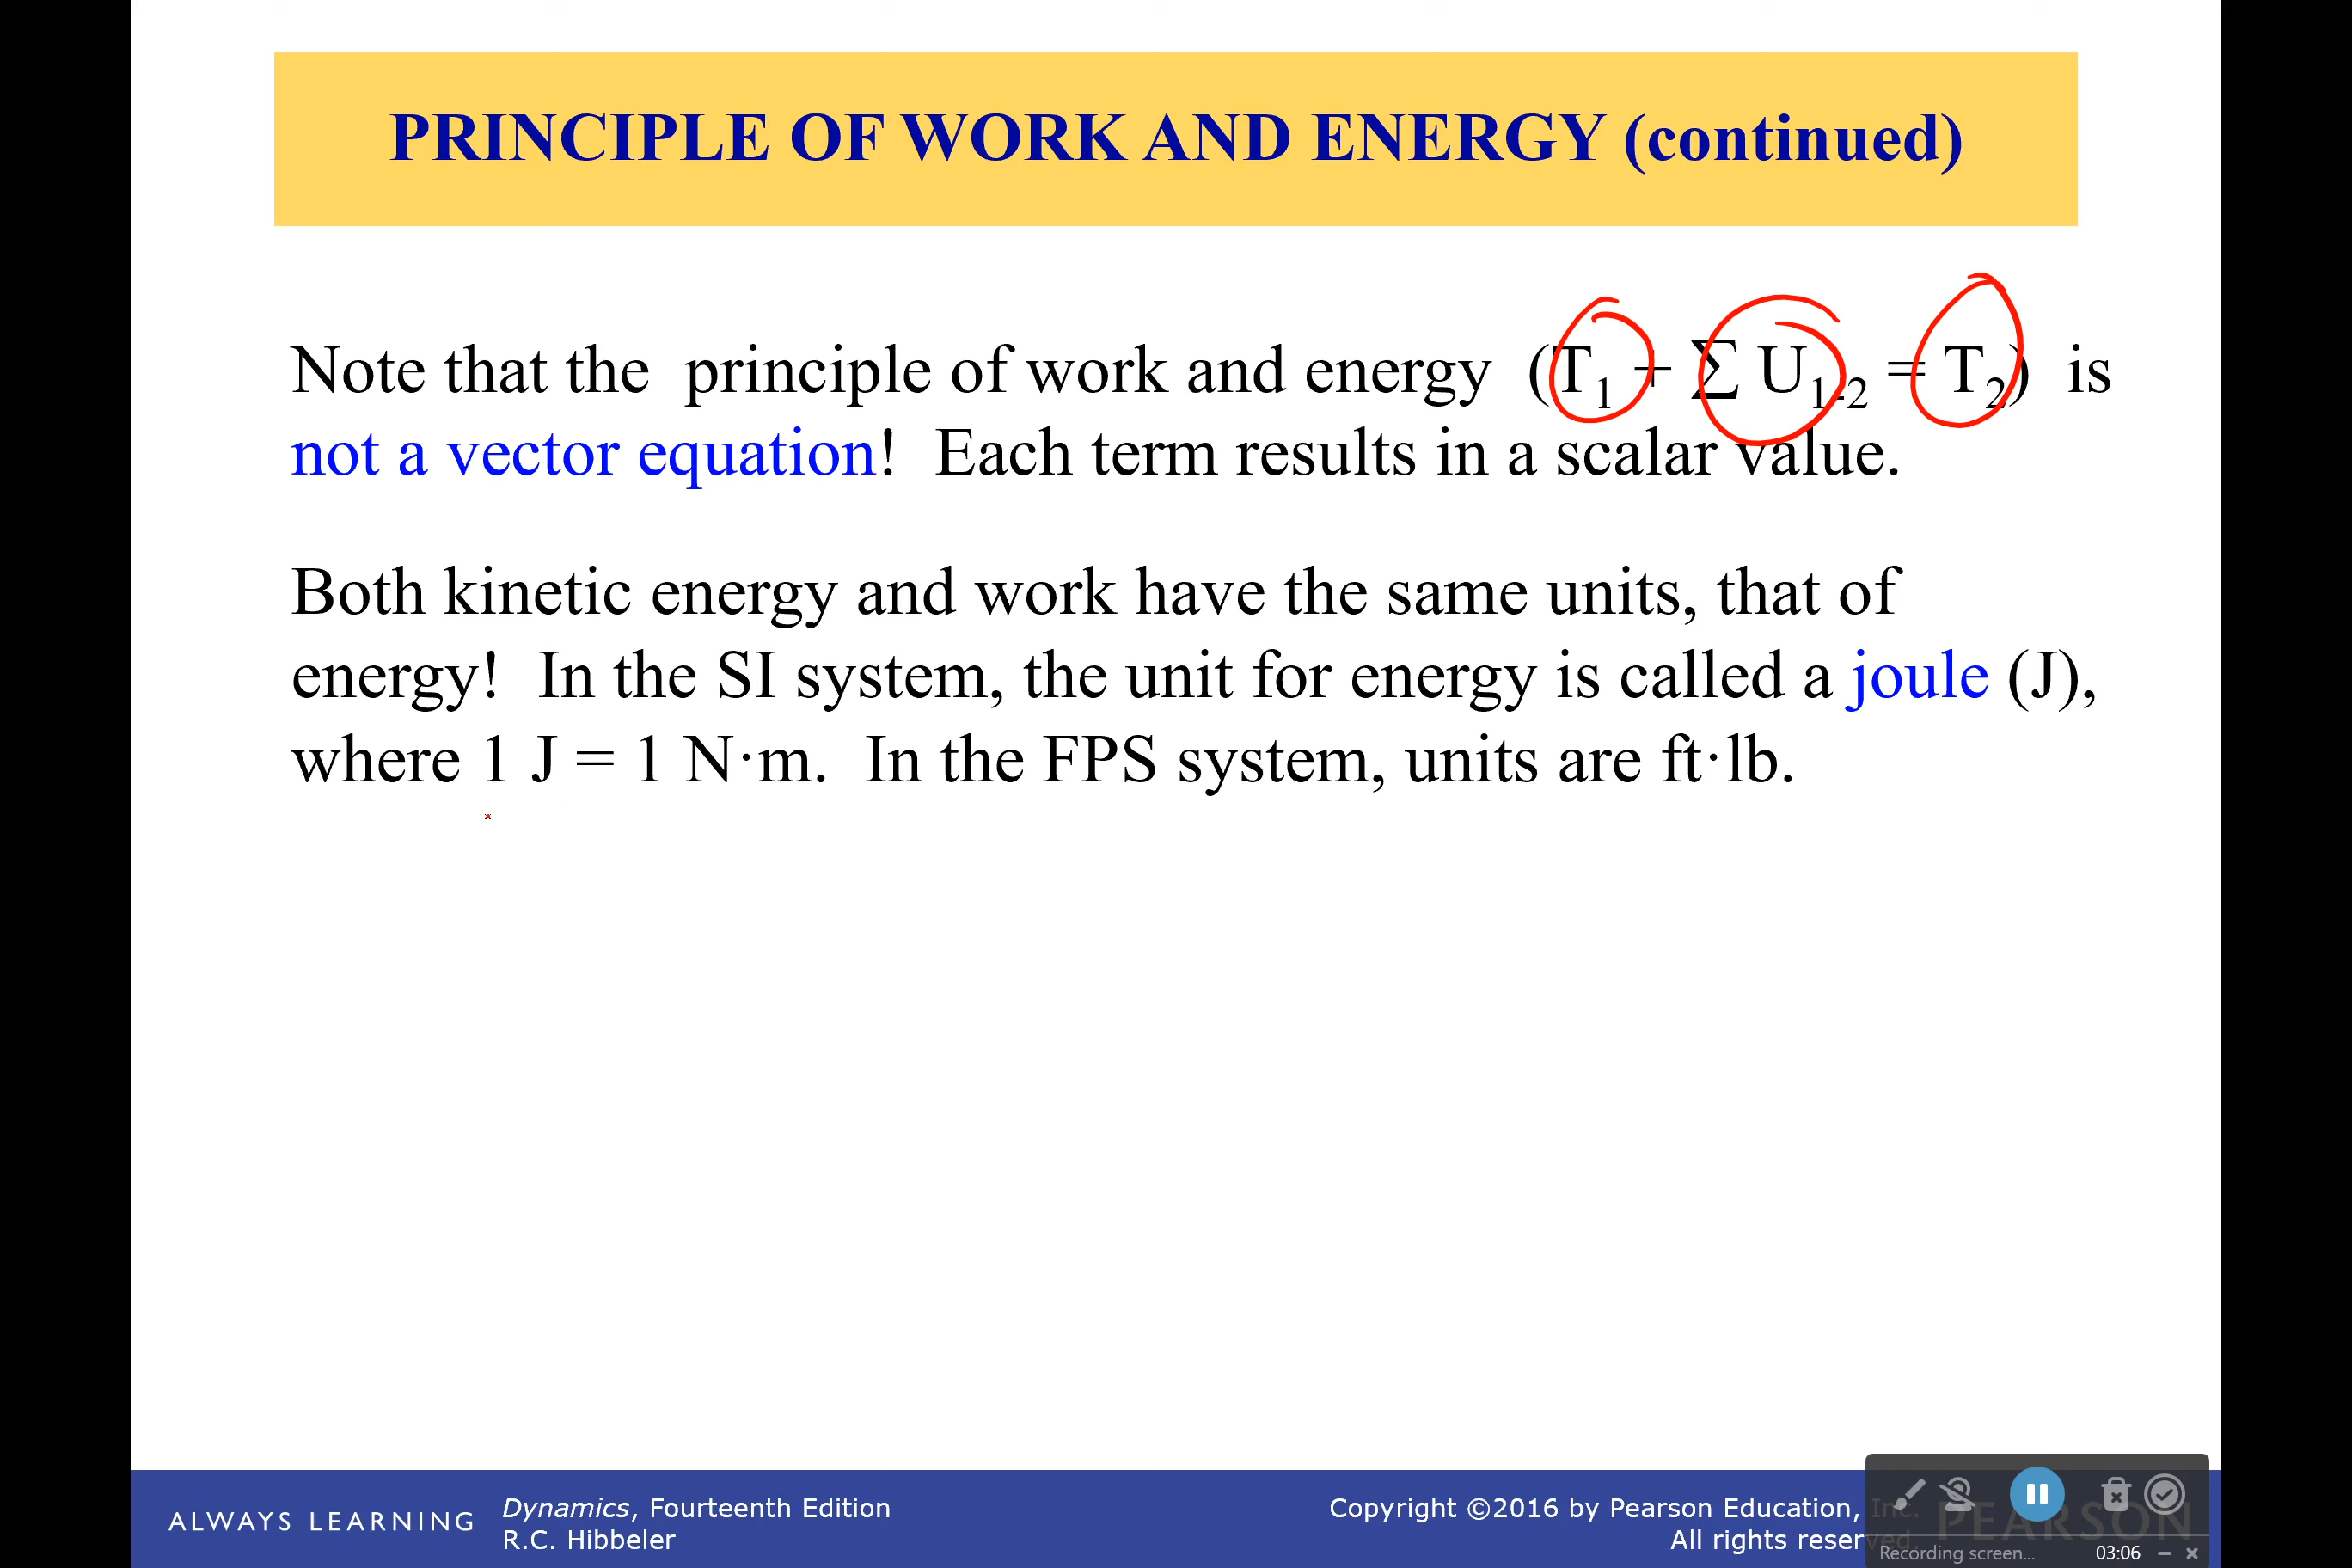 PRINCIPLE OF WORK AND ENERGY (continued)
Note that the principle of work and energy (T₁ + ∑ U₁₋₂ = T₂) is
not a vector equation! Each term results in a scalar value.
Both kinetic energy and work have the same units, that of
energy! In the SI system, the unit for energy is called a joule (J),
where 1 J = 1 N·m. In the FPS system, units are ft·lb.
ALWAYS LEARNING
Dynamics, Fourteenth Edition
R.C. Hibbeler
Copyright ©2016 by Pearson Education, Inc.
All rights reserved.
PEARSON
Recording screen... 03:06